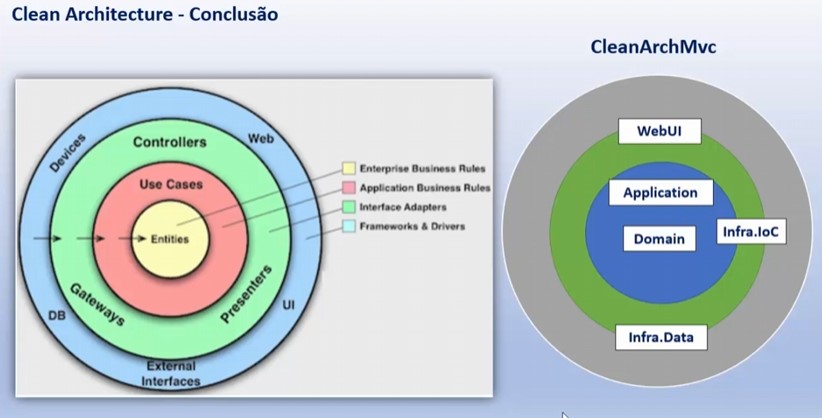 Clean Architecture - Conclusão
CleanArchMvc
Devices
Controllers
Web
Use Cases
Entities
Gateways
Presenters
DB
UI
External
Interfaces
Enterprise Business Rules
Application Business Rules
Interface Adapters
Frameworks & Drivers
WebUI
Application
Domain
Infra.IoC
Infra.Data